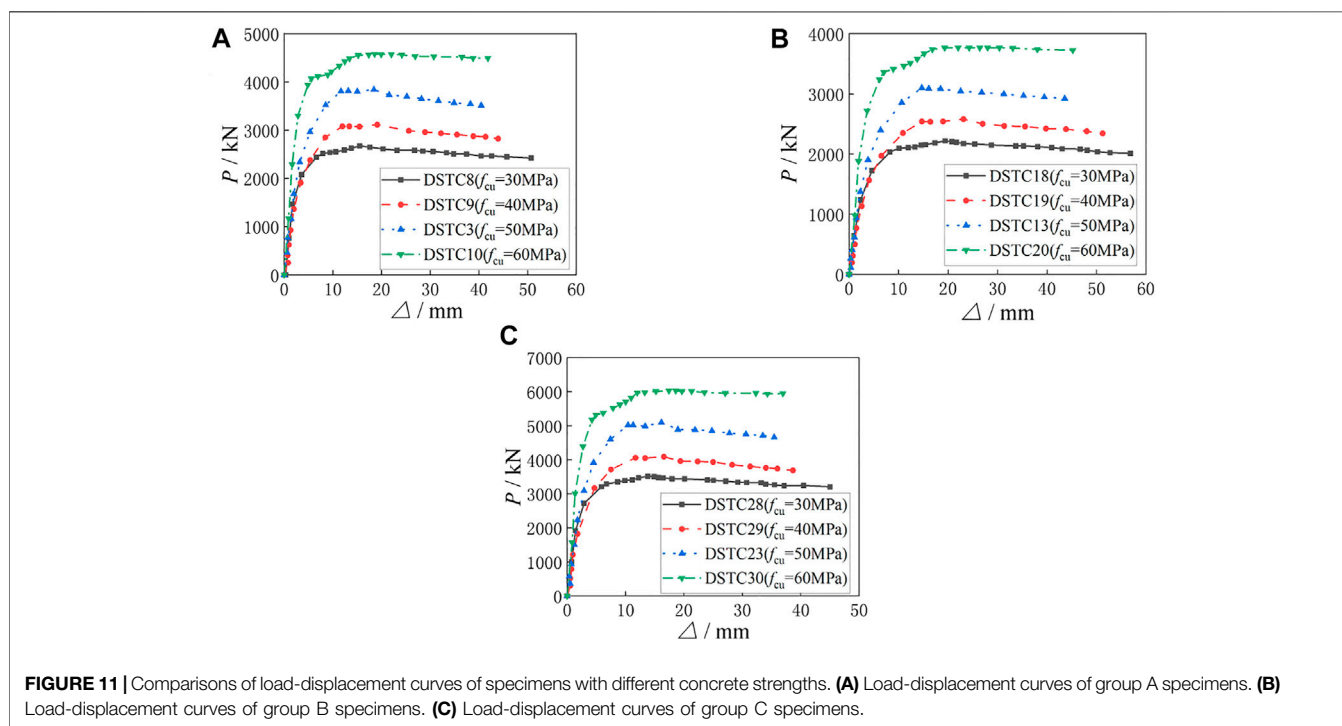 A
5000
4000
3000
2000
1000
0
P / kN
DSTC8(fcu=30MPa)
DSTC9(fcu=40MPa)
DSTC3(fcu=50MPa)
DSTC10(fcu=60MPa)
0 10 20 30 40 50 60
△ / mm
B
4000
3000
2000
1000
0
P / kN
DSTC18(fcu=30MPa)
DSTC19(fcu=40MPa)
DSTC13(fcu=50MPa)
DSTC20(fcu=60MPa)
0 10 20 30 40 50 60
△ / mm
C
7000
6000
5000
4000
3000
2000
1000
0
P / kN
DSTC28(fcu=30MPa)
DSTC29(fcu=40MPa)
DSTC23(fcu=50MPa)
DSTC30(fcu=60MPa)
0 10 20 30 40 50
△ / mm
FIGURE 11 | Comparisons of load-displacement curves of specimens with different concrete strengths. (A) Load-displacement curves of group A specimens. (B)
Load-displacement curves of group B specimens. (C) Load-displacement curves of group C specimens.